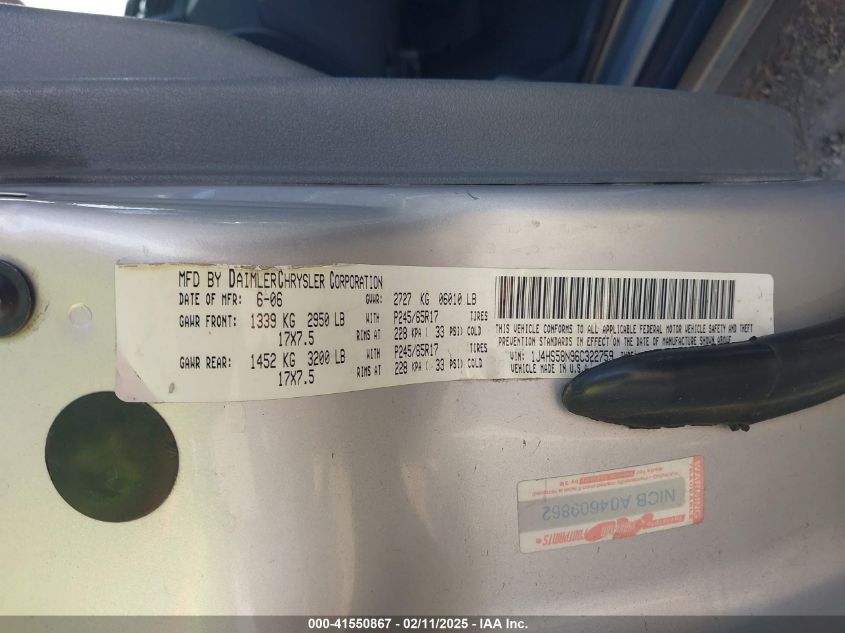 MFD BY DAIMLERCHRYSLER CORPORATION
DATE OF MFR: 6-06 GVWR: 2727 KG 06010 LB
GAWR FRONT: 1339 KG 2950 LB WITH P245/65R17 TIRES
17X7.5 RIMS AT 228 KPA ( 33 PSI) COLD
GAWR REAR: 1452 KG 3200 LB WITH P245/65R17 TIRES
17X7.5 RIMS AT 228 KPA ( 33 PSI) COLD
THIS VEHICLE CONFORMS TO ALL APPLICABLE FEDERAL MOTOR VEHICLE SAFETY AND THEFT
PREVENTION STANDARDS IN EFFECT ON THE DATE OF MANUFACTURE SHOWN ABOVE.
VIN: 1J4HS58N96C322759
VEHICLE MADE IN U.S.A
WARNING
NICB A04609862
000-41550867 - 02/11/2025 - IAA Inc.